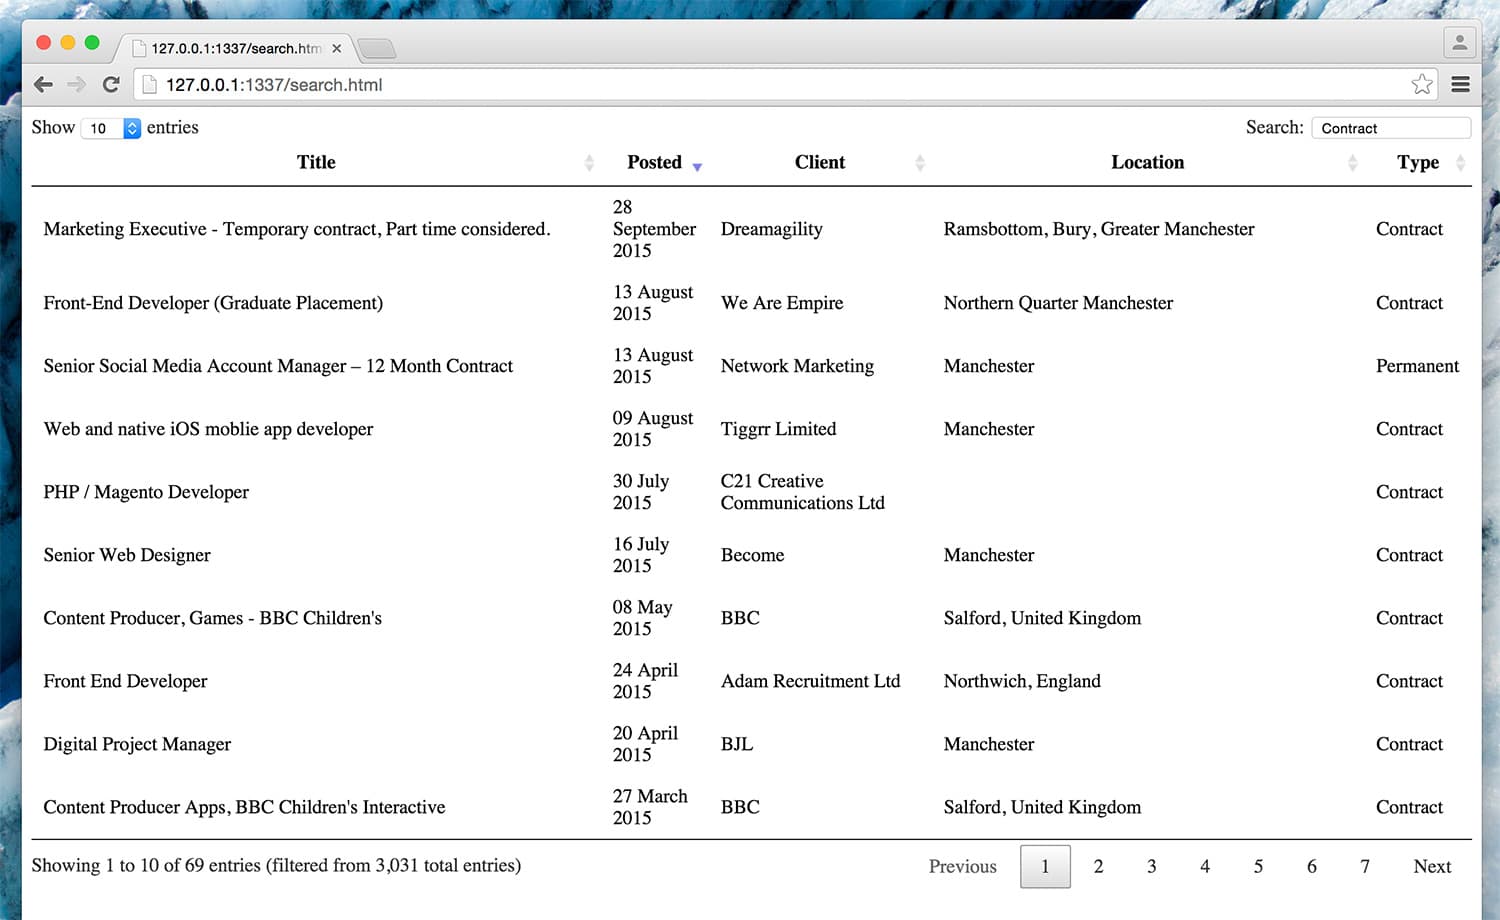 127.0.0.1:1337/search.htm
127.0.0.1:1337/search.html
Show 10 entries Search: Contract
Title Posted Client Location Type
Marketing Executive - Temporary contract, Part time considered. 28 September 2015 Dreamagility Ramsbottom, Bury, Greater Manchester Contract
Front-End Developer (Graduate Placement) 13 August 2015 We Are Empire Northern Quarter Manchester Contract
Senior Social Media Account Manager – 12 Month Contract 13 August 2015 Network Marketing Manchester Permanent
Web and native iOS moblie app developer 09 August 2015 Tiggrr Limited Manchester Contract
PHP / Magento Developer 30 July 2015 C21 Creative Communications Ltd Contract
Senior Web Designer 16 July 2015 Become Manchester Contract
Content Producer, Games - BBC Children's 08 May 2015 BBC Salford, United Kingdom Contract
Front End Developer 24 April 2015 Adam Recruitment Ltd Northwich, England Contract
Digital Project Manager 20 April 2015 BJL Manchester Contract
Content Producer Apps, BBC Children's Interactive 27 March 2015 BBC Salford, United Kingdom Contract
Showing 1 to 10 of 69 entries (filtered from 3,031 total entries) Previous 1 2 3 4 5 6 7 Next